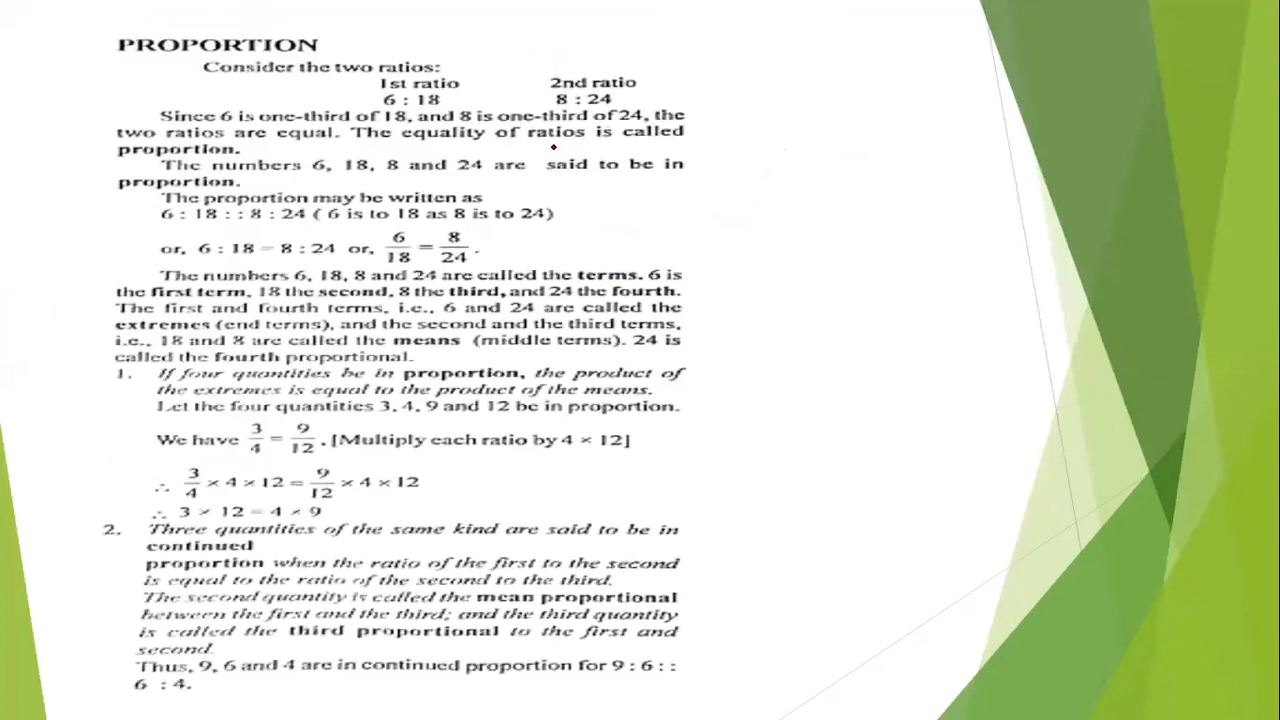 PROPORTION
Consider the two ratios:
1st ratio 2nd ratio
6 : 18 8 : 24
Since 6 is one-third of 18, and 8 is one-third of 24, the
two ratios are equal. The equality of ratios is called
proportion.
The numbers 6, 18, 8 and 24 are said to be in
proportion.
The proportion may be written as
6 : 18 : : 8 : 24 ( 6 is to 18 as 8 is to 24)
or, 6 : 18 = 8 : 24 or, 6/18 = 8/24 .
The numbers 6, 18, 8 and 24 are called the terms. 6 is
the first term, 18 the second, 8 the third, and 24 the fourth.
The first and fourth terms, i.e., 6 and 24 are called the
extremes (end terms), and the second and the third terms,
i.e., 18 and 8 are called the means (middle terms). 24 is
called the fourth proportional.
1. If four quantities be in proportion, the product of
the extremes is equal to the product of the means.
Let the four quantities 3, 4, 9 and 12 be in proportion.
We have 3/4 = 9/12 . [Multiply each ratio by 4 × 12]
∴ 3/4 × 4 × 12 = 9/12 × 4 × 12
∴ 3 × 12 = 4 × 9
2. Three quantities of the same kind are said to be in
continued
proportion when the ratio of the first to the second
is equal to the ratio of the second to the third.
The second quantity is called the mean proportional
between the first and the third; and the third quantity
is called the third proportional to the first and
second.
Thus, 9, 6 and 4 are in continued proportion for 9 : 6 : :
6 : 4.